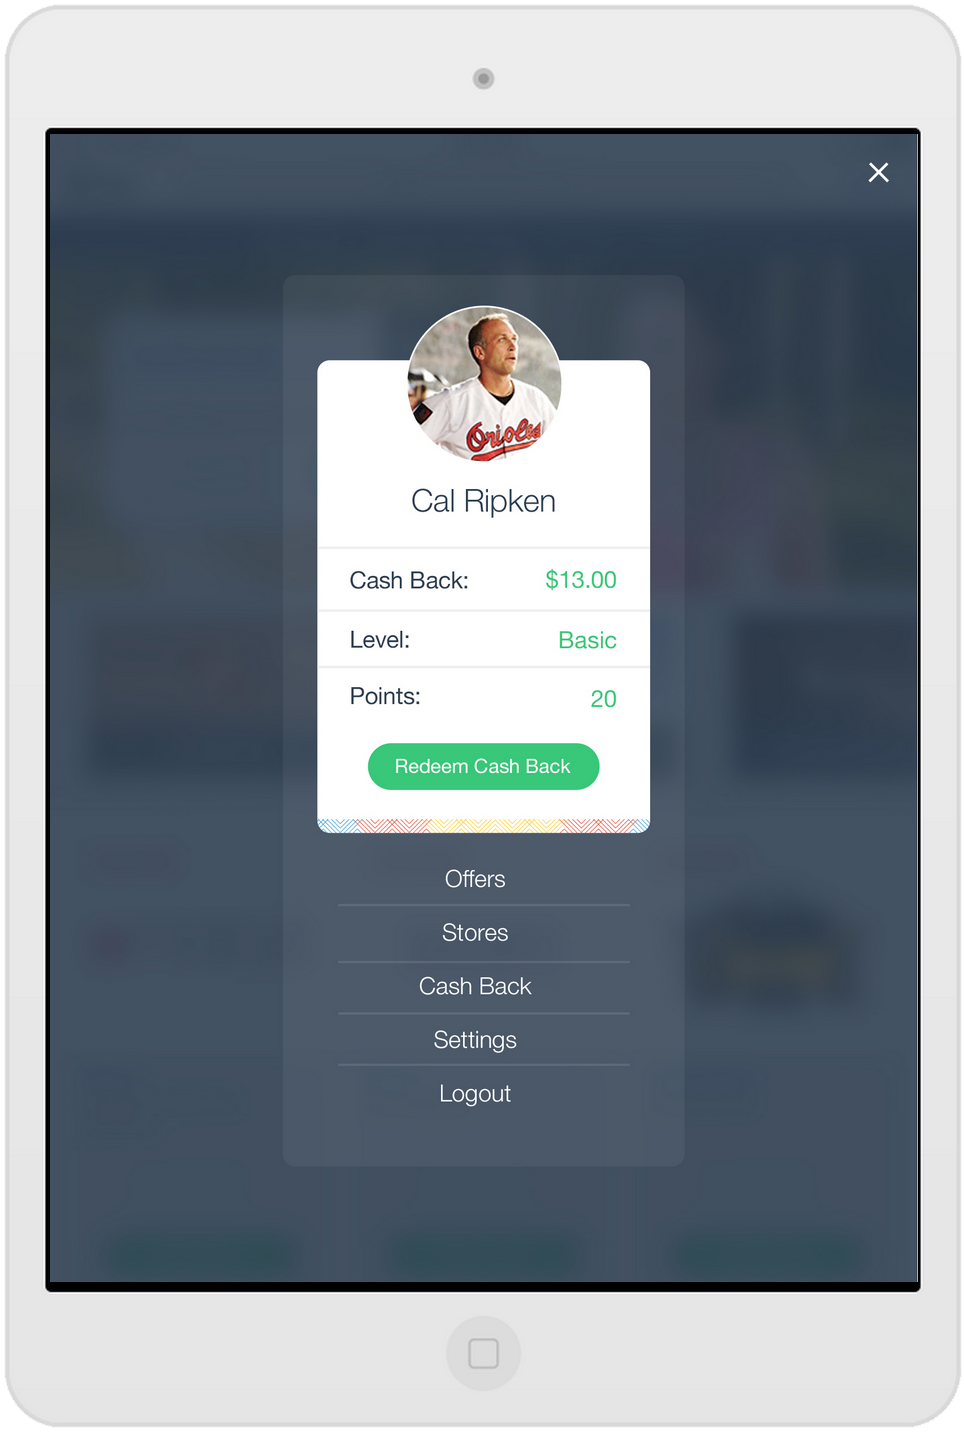 Orioles
Cal Ripken
Cash Back: $13.00
Level: Basic
Points: 20
Redeem Cash Back
Offers
Stores
Cash Back
Settings
Logout